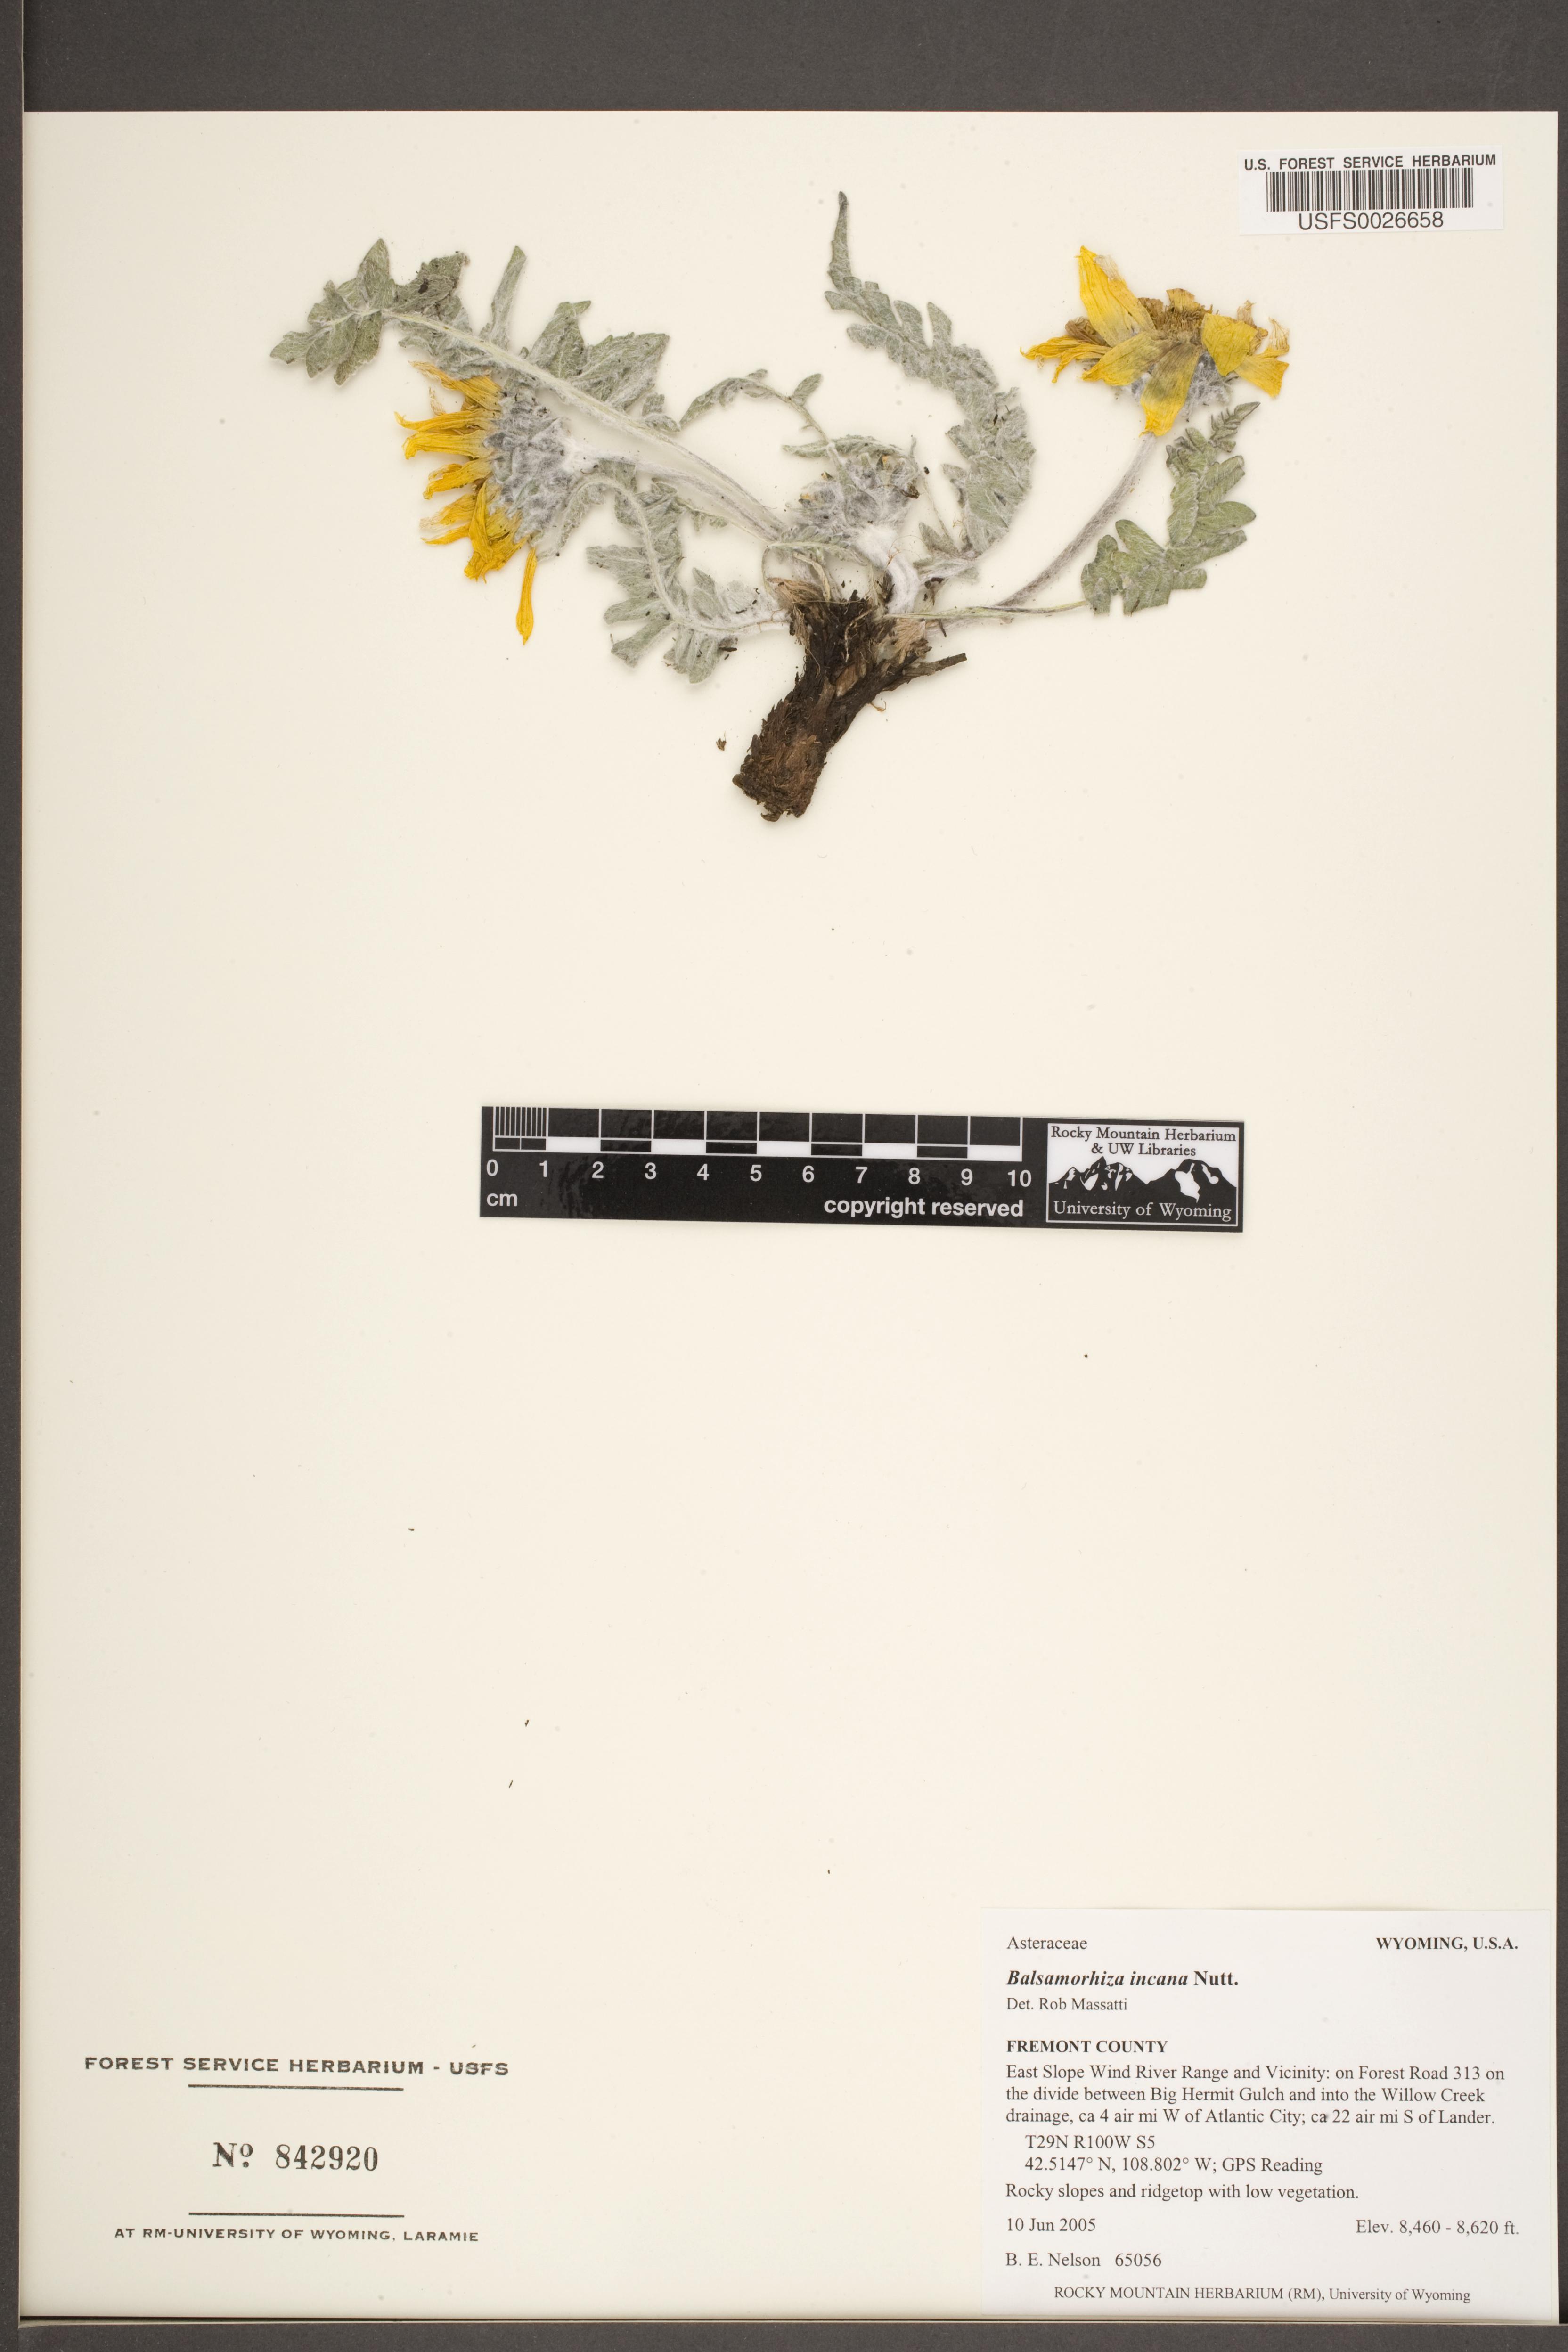 U.S. FOREST SERVICE HERBARIUM
USFS0026658
0 1 2 3 4 5 6 7 8 9 10
cm
copyright reserved
Rocky Mountain Herbarium
& UW Libraries
University of Wyoming
Asteraceae WYOMING, U.S.A.
Balsamorhiza incana Nutt.
Det. Rob Massatti
FREMONT COUNTY
East Slope Wind River Range and Vicinity: on Forest Road 313 on
the divide between Big Hermit Gulch and into the Willow Creek
drainage, ca 4 air mi W of Atlantic City; ca 22 air mi S of Lander.
T29N R100W S5
42.5147° N, 108.802° W; GPS Reading
Rocky slopes and ridgetop with low vegetation.
10 Jun 2005 Elev. 8,460 - 8,620 ft.
B. E. Nelson 65056
ROCKY MOUNTAIN HERBARIUM (RM), University of Wyoming
FOREST SERVICE HERBARIUM - USFS
No. 842920
AT RM-UNIVERSITY OF WYOMING, LARAMIE